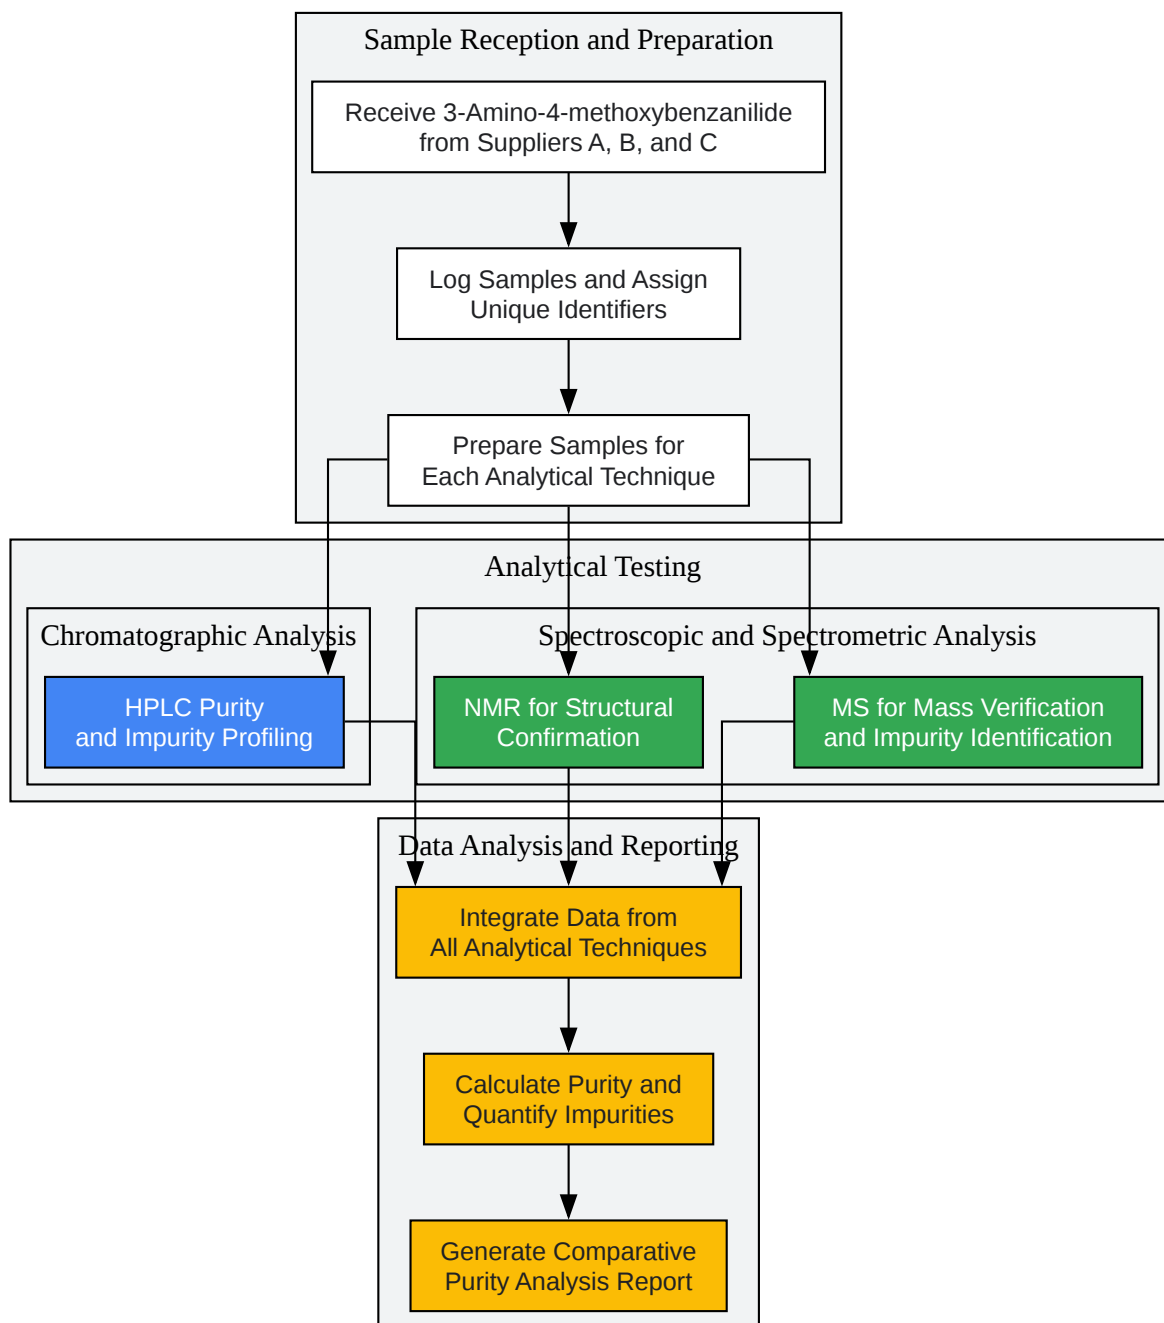 Sample Reception and Preparation
Receive 3-Amino-4-methoxybenzanilide
from Suppliers A, B, and C
Log Samples and Assign
Unique Identifiers
Prepare Samples for
Each Analytical Technique
Analytical Testing
Chromatographic Analysis
HPLC Purity
and Impurity Profiling
Spectroscopic and Spectrometric Analysis
NMR for Structural
Confirmation
MS for Mass Verification
and Impurity Identification
Data Analysis and Reporting
Integrate Data from
All Analytical Techniques
Calculate Purity and
Quantify Impurities
Generate Comparative
Purity Analysis Report